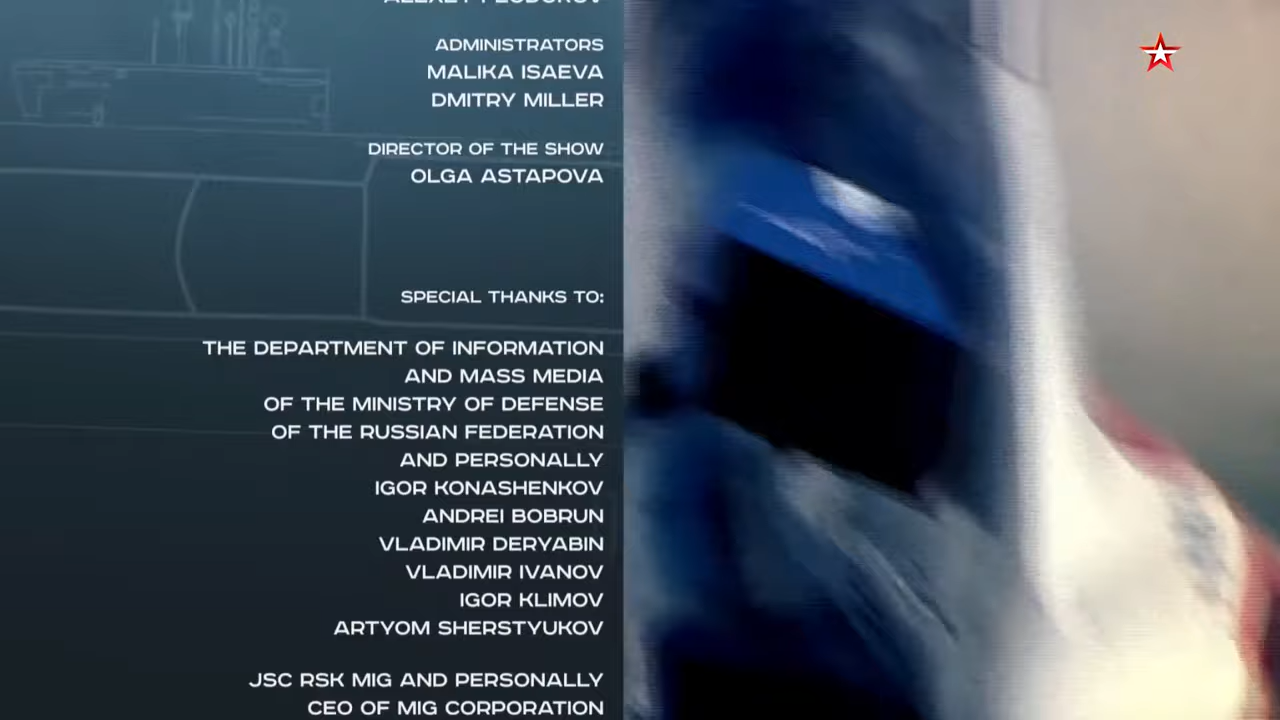 ADMINISTRATORS
MALIKA ISAEVA
DMITRY MILLER
DIRECTOR OF THE SHOW
OLGA ASTAPOVA
SPECIAL THANKS TO:
THE DEPARTMENT OF INFORMATION
AND MASS MEDIA
OF THE MINISTRY OF DEFENSE
OF THE RUSSIAN FEDERATION
AND PERSONALLY
IGOR KONASHENKOV
ANDREI BOBRUN
VLADIMIR DERYABIN
VLADIMIR IVANOV
IGOR KLIMOV
ARTYOM SHERSTYUKOV
JSC RSK MIG AND PERSONALLY
CEO OF MIG CORPORATION